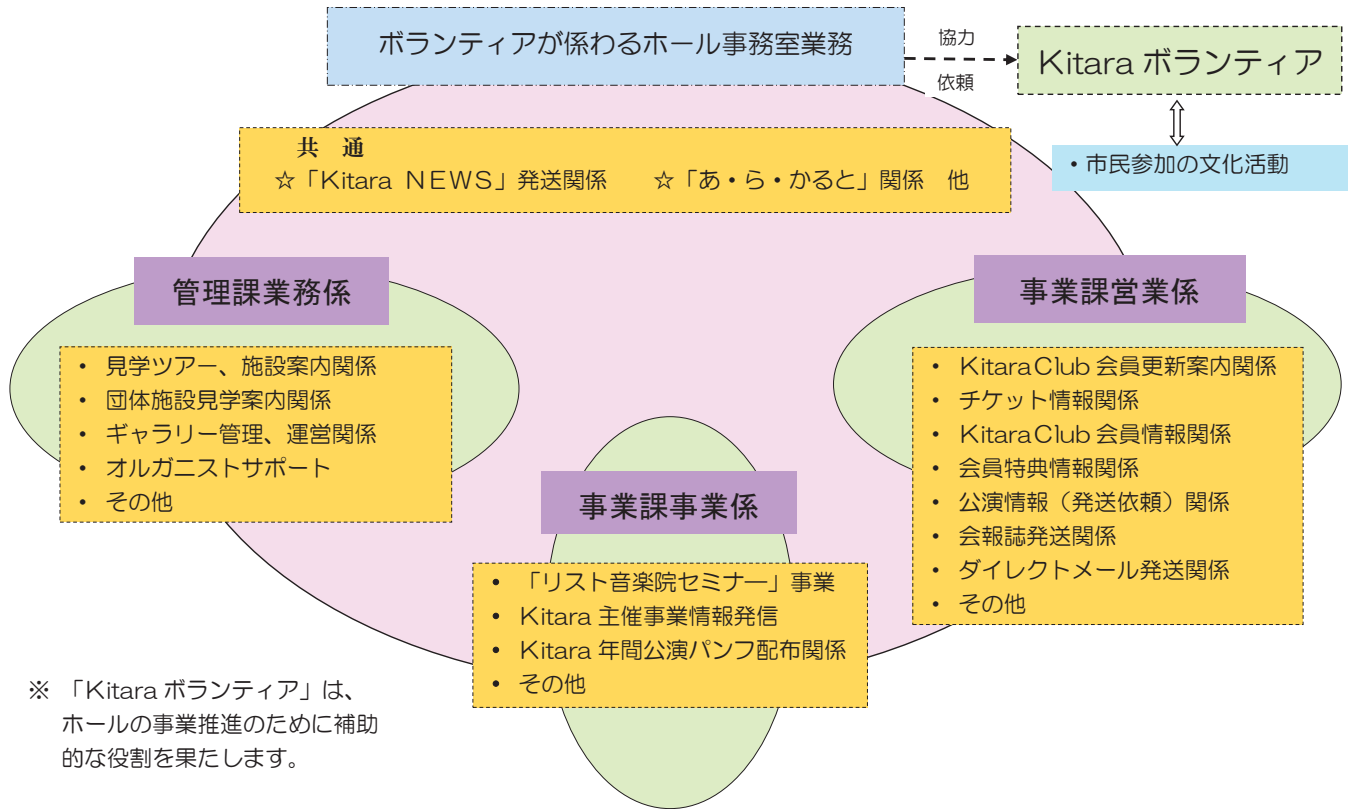 ボランティアが係わるホール事務室業務
協力
依頼
Kitara ボランティア
・市民参加の文化活動
共　通
☆「Kitara NEWS」発送関係　☆「あ・ら・かると」関係　他
管理課業務係
• 見学ツアー、施設案内関係
• 団体施設見学案内関係
• ギャラリー管理、運営関係
• オルガニストサポート
• その他
事業課事業係
• 「リスト音楽院セミナ―」事業
• Kitara 主催事業情報発信
• Kitara 年間公演パンフ配布関係
• その他
事業課営業係
• KitaraClub 会員更新案内関係
• チケット情報関係
• KitaraClub 会員情報関係
• 会員特典情報関係
• 公演情報（発送依頼）関係
• 会報誌発送関係
• ダイレクトメール発送関係
• その他
※ 「Kitara ボランティア」は、
ホールの事業推進のために補助
的な役割を果たします。